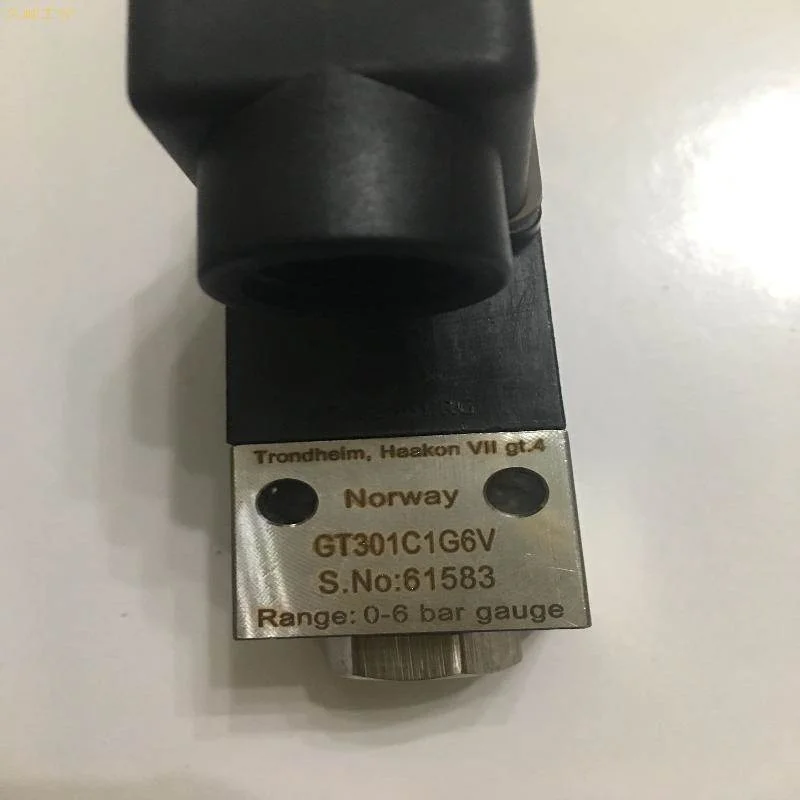 Trondheim, Haakon VII gt.4
Norway
GT301C1G6V
S.No:61583
Range: 0-6 bar gauge